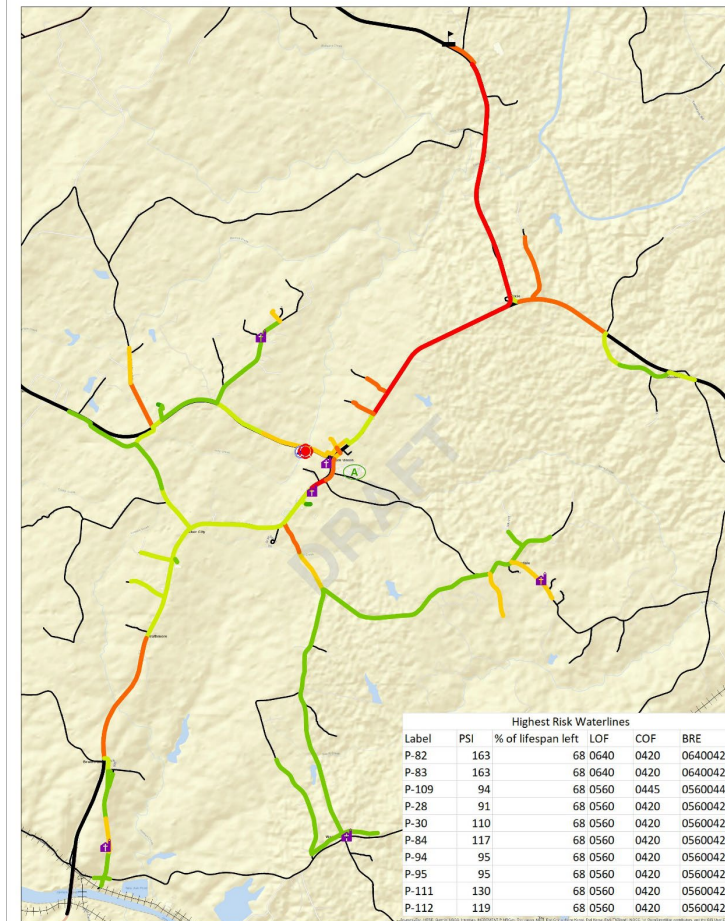 A
DRAFT
Highest Risk Waterlines
Label PSI % of lifespan left LOF COF BRE
P-82 163 68 0640 0420 0640042
P-83 163 68 0640 0420 0640042
P-109 94 68 0560 0445 0560044
P-28 91 68 0560 0420 0560042
P-30 110 68 0560 0420 0560042
P-84 117 68 0560 0420 0560042
P-94 95 68 0560 0420 0560042
P-95 95 68 0560 0420 0560042
P-111 130 68 0560 0420 0560042
P-112 119 68 0560 0420 0560042